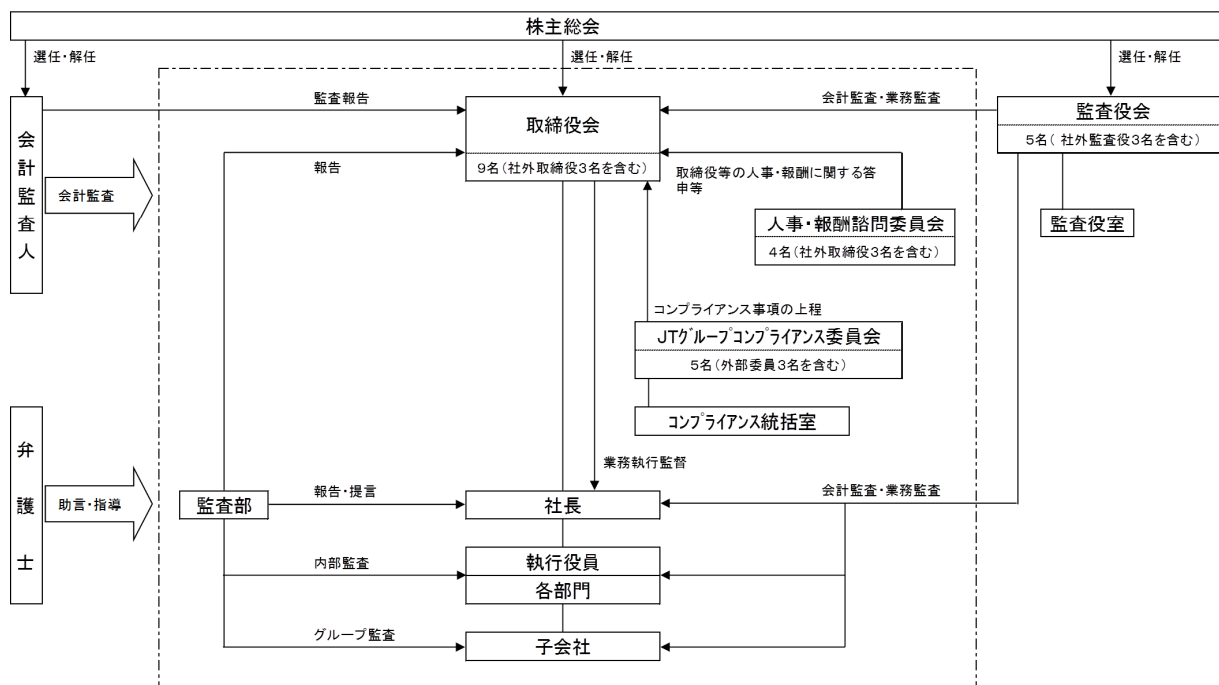 株主総会
選任・解任
選任・解任
選任・解任
会計監査人
監査報告
取締役会
会計監査・業務監査
監査役会
5名( 社外監査役3名を含む)
報告
9名(社外取締役3名を含む)
取締役等の人事・報酬に関する答
申等
会計監査
人事・報酬諮問委員会
4名(社外取締役3名を含む)
監査役室
コンプライアンス事項の上程
JTグループコンプライアンス委員会
5名(外部委員3名を含む)
コンプライアンス統括室
弁護士
業務執行監督
助言・指導
監査部
報告・提言
社長
会計監査・業務監査
内部監査
執行役員
各部門
グループ監査
子会社